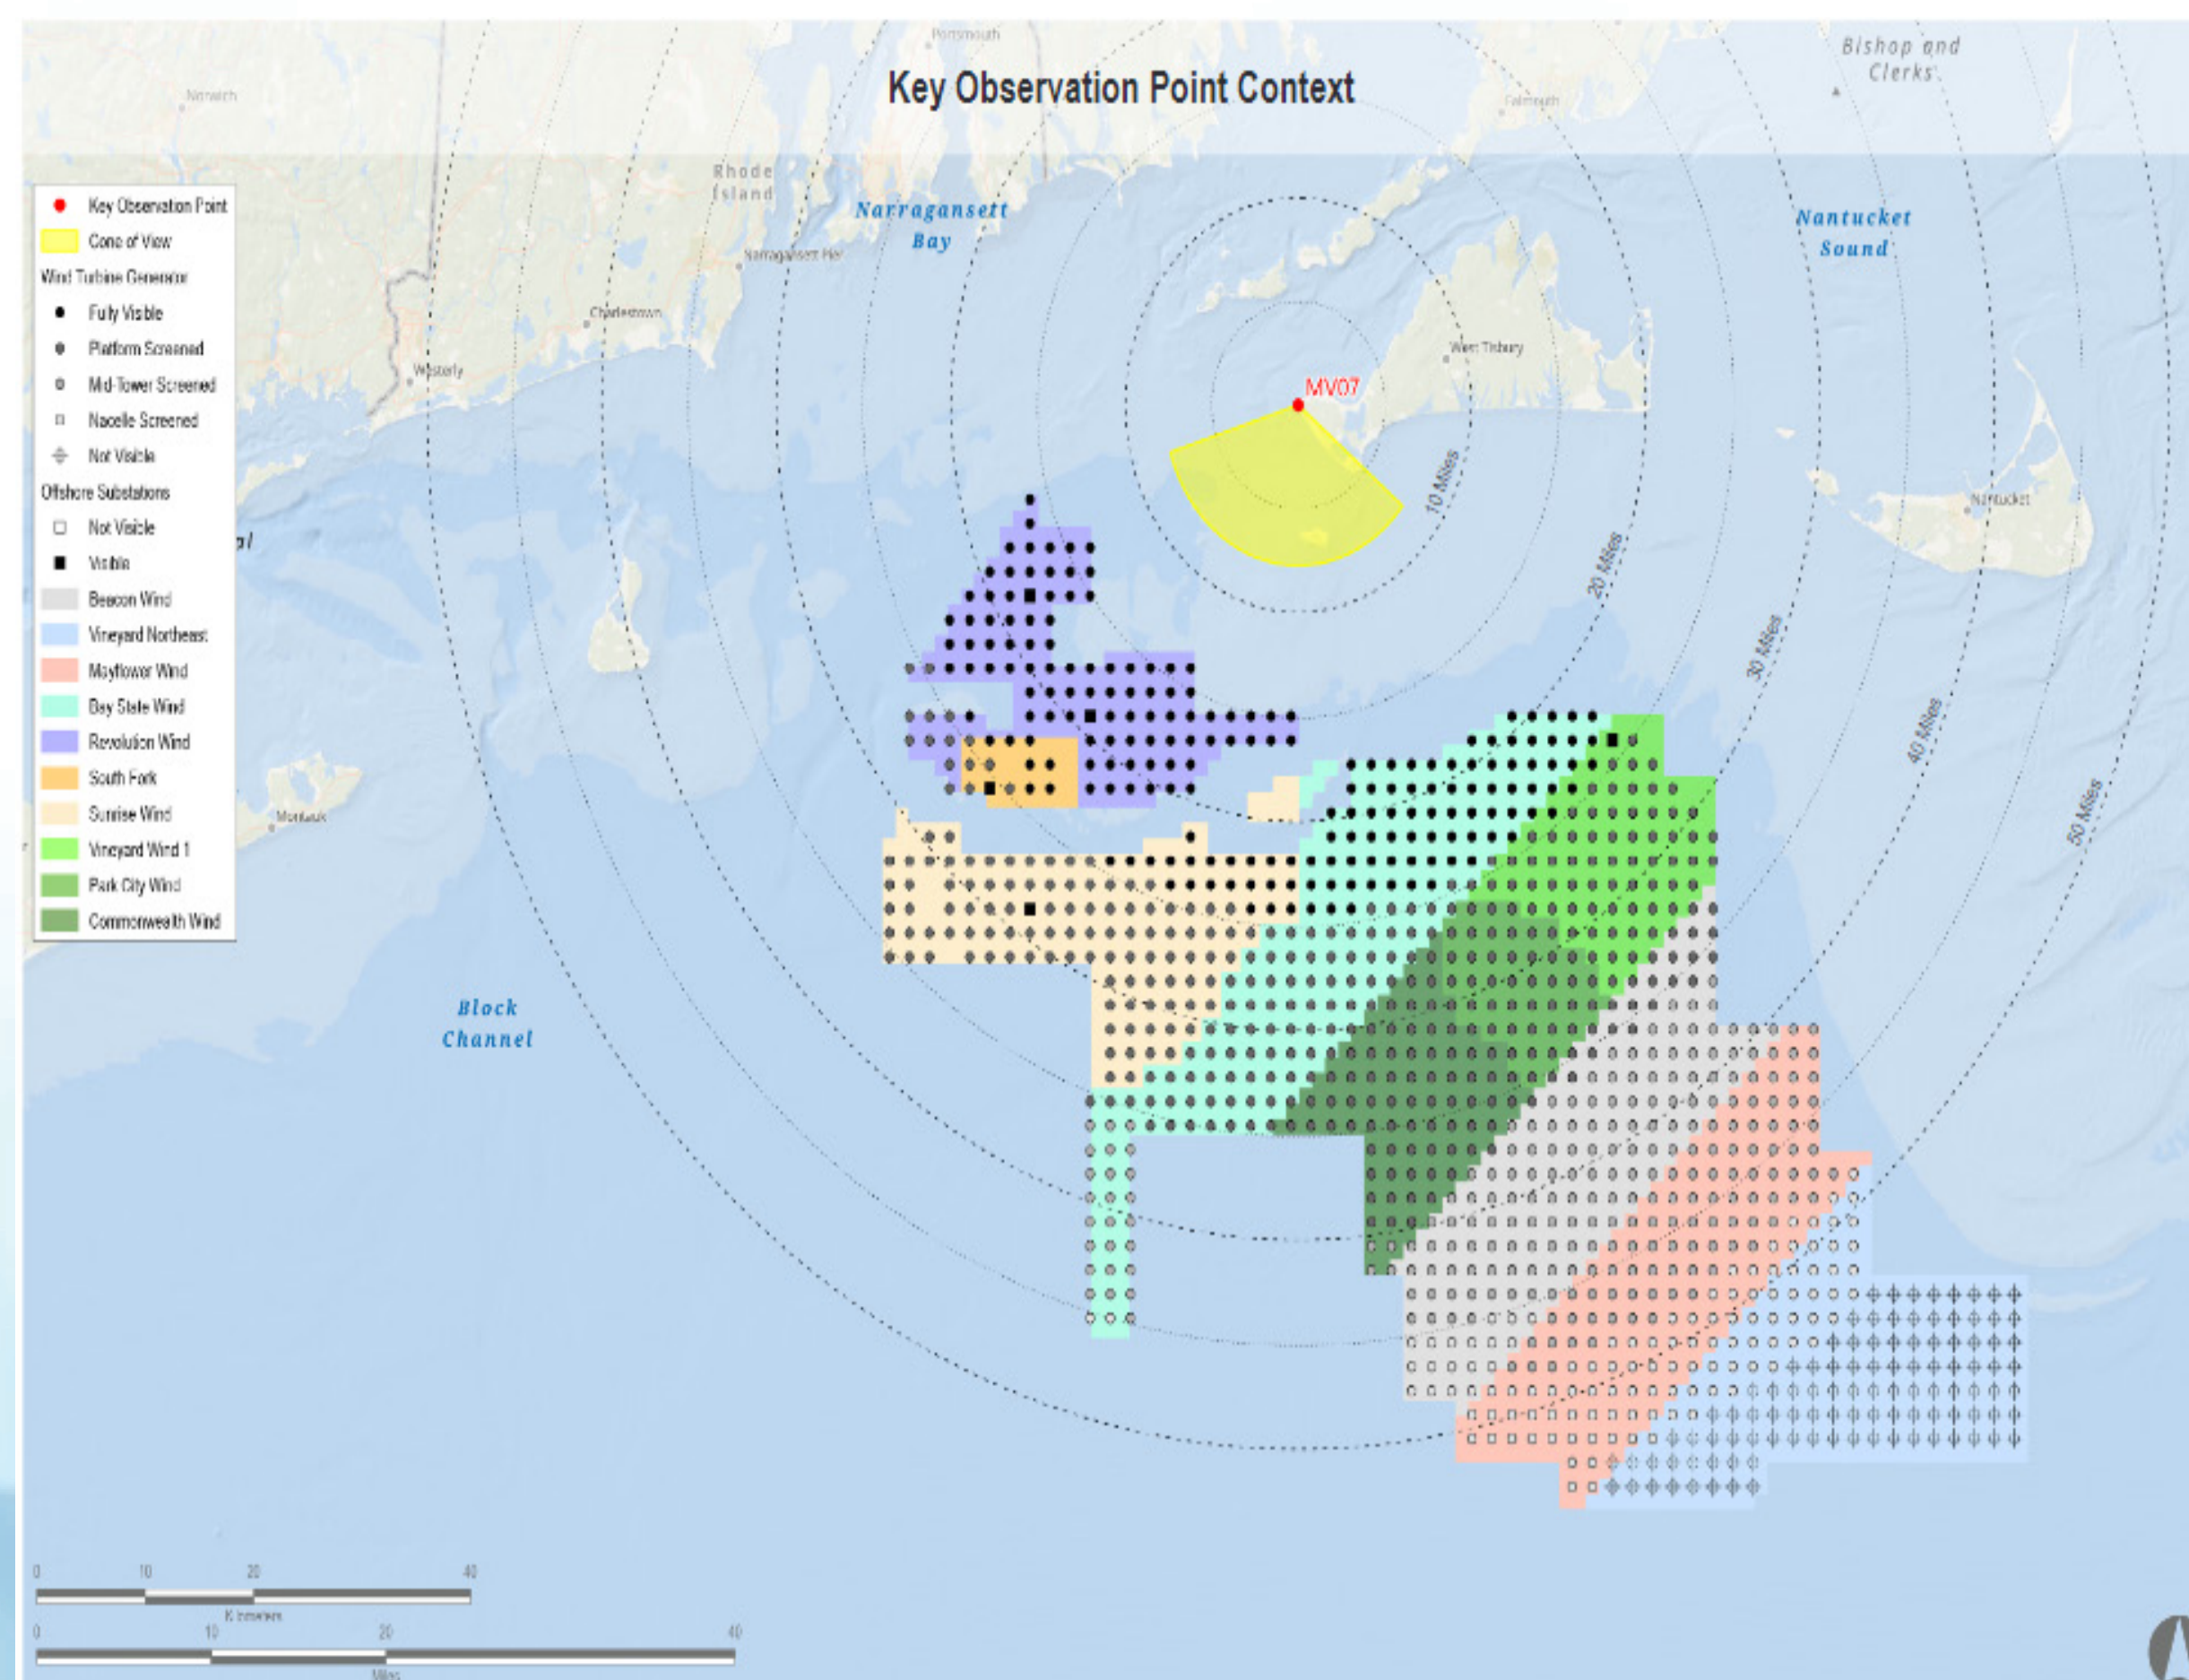 Portsmouth
Bishop and
Clerks
Key Observation Point Context
Norwich
Falmouth
Rhode
Island
Narragansett
Bay
Nantucket
Sound
Narragansett Pier
Charlestown
Westerly
West Tisbury
MV07
Nantucket
Montauk
Block
Channel
10 Miles
20 Miles
30 Miles
40 Miles
50 Miles
Key Observation Point
Cone of View
Wind Turbine Generator
Fully Visible
Platform Screened
Mid-Tower Screened
Nacelle Screened
Not Visible
Offshore Substations
Not Visible
Visible
Beacon Wind
Vineyard Northeast
Mayflower Wind
Bay State Wind
Revolution Wind
South Fork
Sunrise Wind
Vineyard Wind 1
Park City Wind
Commonwealth Wind
0 10 20 40
Kilometers
0 10 20 40
Miles